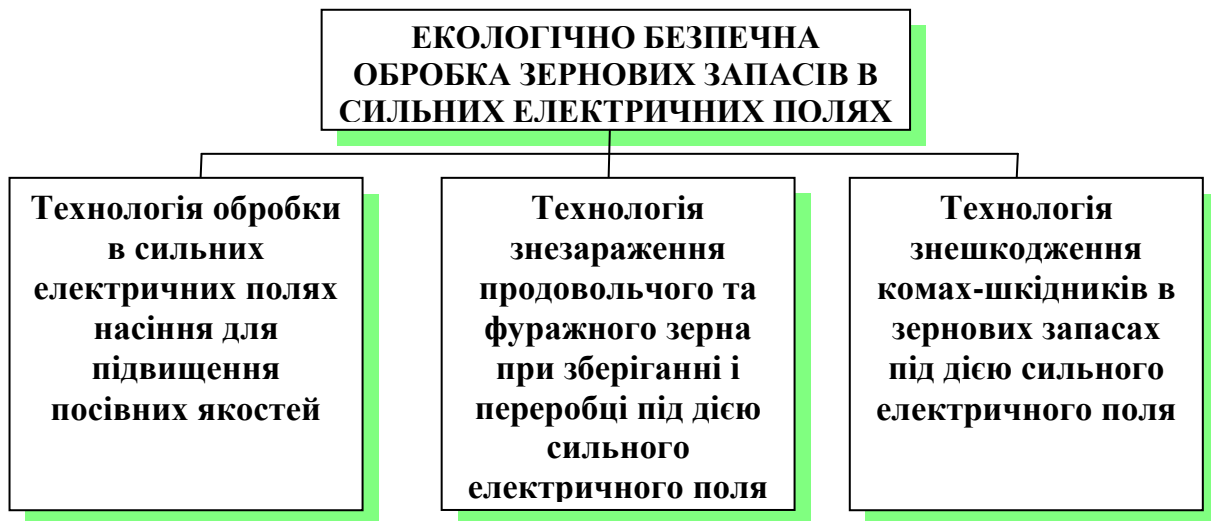 ЕКОЛОГІЧНО БЕЗПЕЧНА
ОБРОБКА ЗЕРНОВИХ ЗАПАСІВ В
СИЛЬНИХ ЕЛЕКТРИЧНИХ ПОЛЯХ
Технологія обробки
в сильних
електричних полях
насіння для
підвищення
посівних якостей
Технологія
знезараження
продовольчого та
фуражного зерна
при зберіганні і
переробці під дією
сильного
електричного поля
Технологія
знешкодження
комах-шкідників в
зернових запасах
під дією сильного
електричного поля